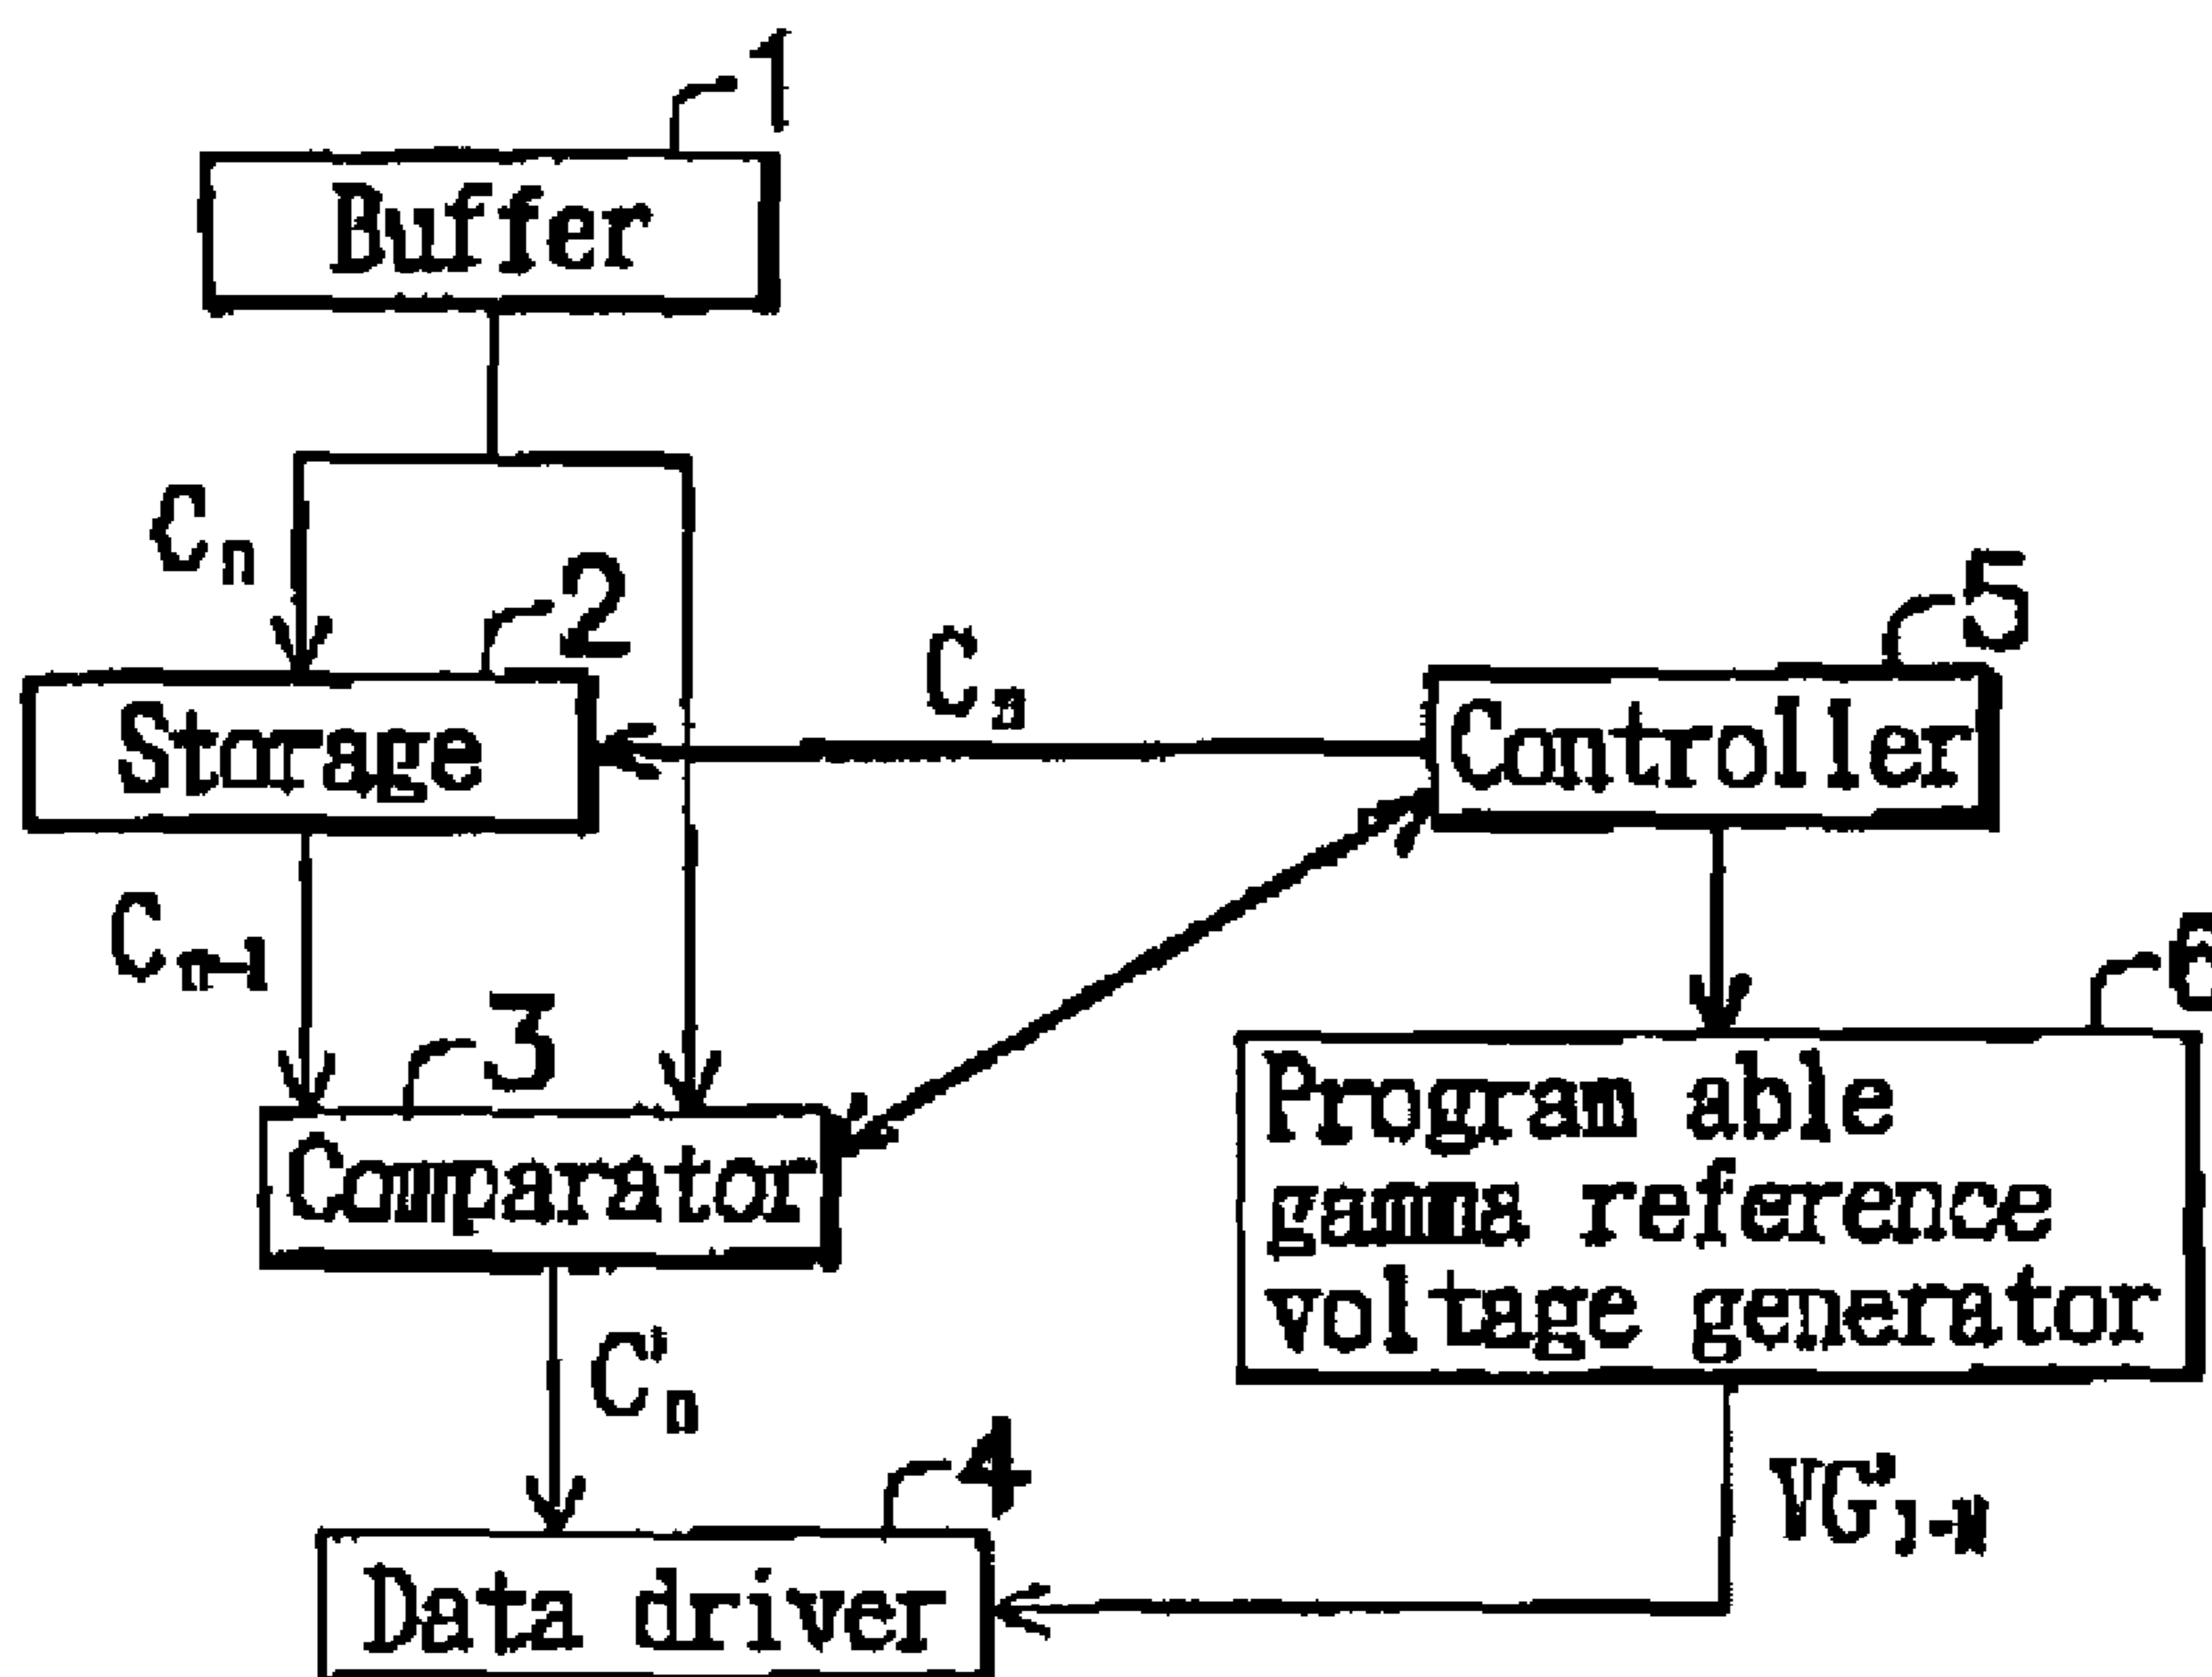 1
Buffer
Cn
2
5
Storage
Controller
Cn-1
3
6
Comparator
Program able
gamma reference
voltage generator
C'n
4
Data driver